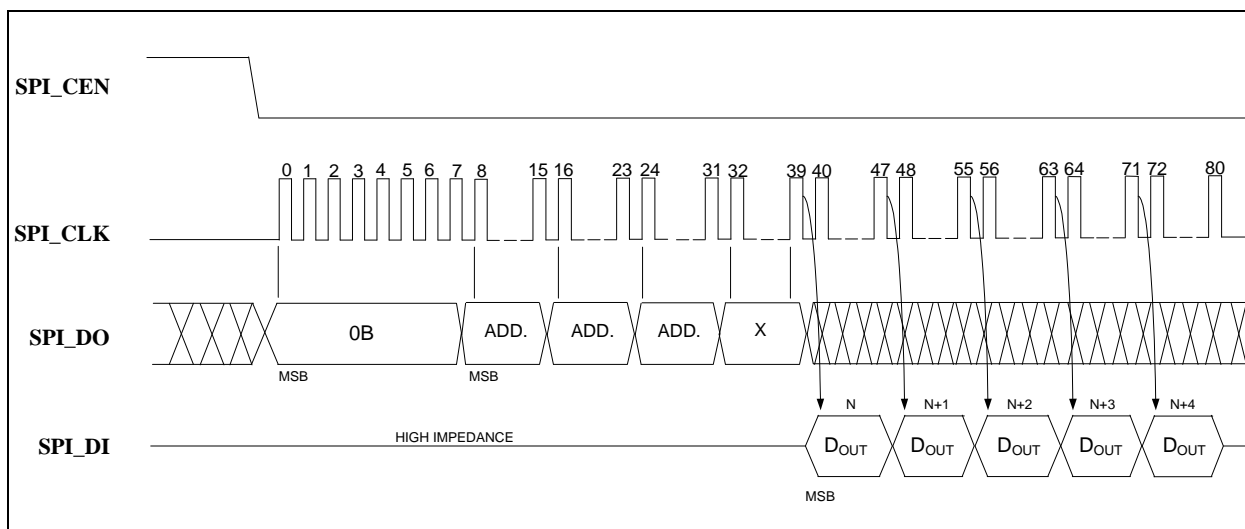 SPI_CEN
0 1 2 3 4 5 6 7 8 15 16 23 24 31 32 39 40 47 48 55 56 63 64 71 72 80
SPI_CLK
SPI_DO
0B ADD. ADD. ADD. X
MSB MSB
N N+1 N+2 N+3 N+4
SPI_DI
HIGH IMPEDANCE
DOUT DOUT DOUT DOUT DOUT
MSB